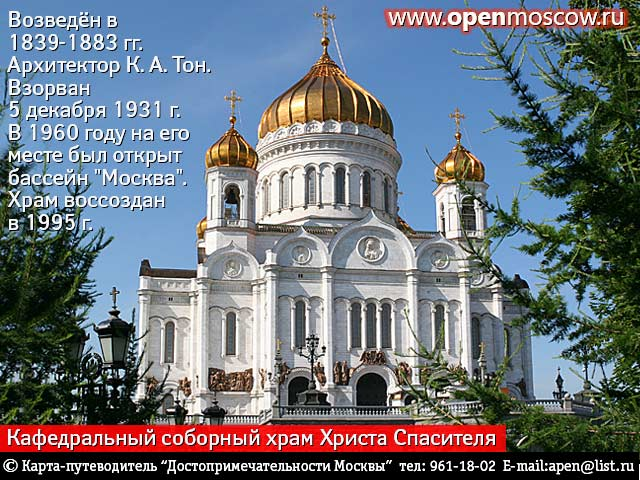 Возведён в
1839-1883 гг.
Архитектор К. А. Тон.
Взорван
5 декабря 1931 г.
В 1960 году на его
месте был открыт
бассейн "Москва".
Храм воссоздан
в 1995 г.
www.openmoscow.ru
Кафедральный соборный храм Христа Спасителя
© Карта-путеводитель “Достопримечательности Москвы” тел: 961-18-02 E-mail:apen@list.ru